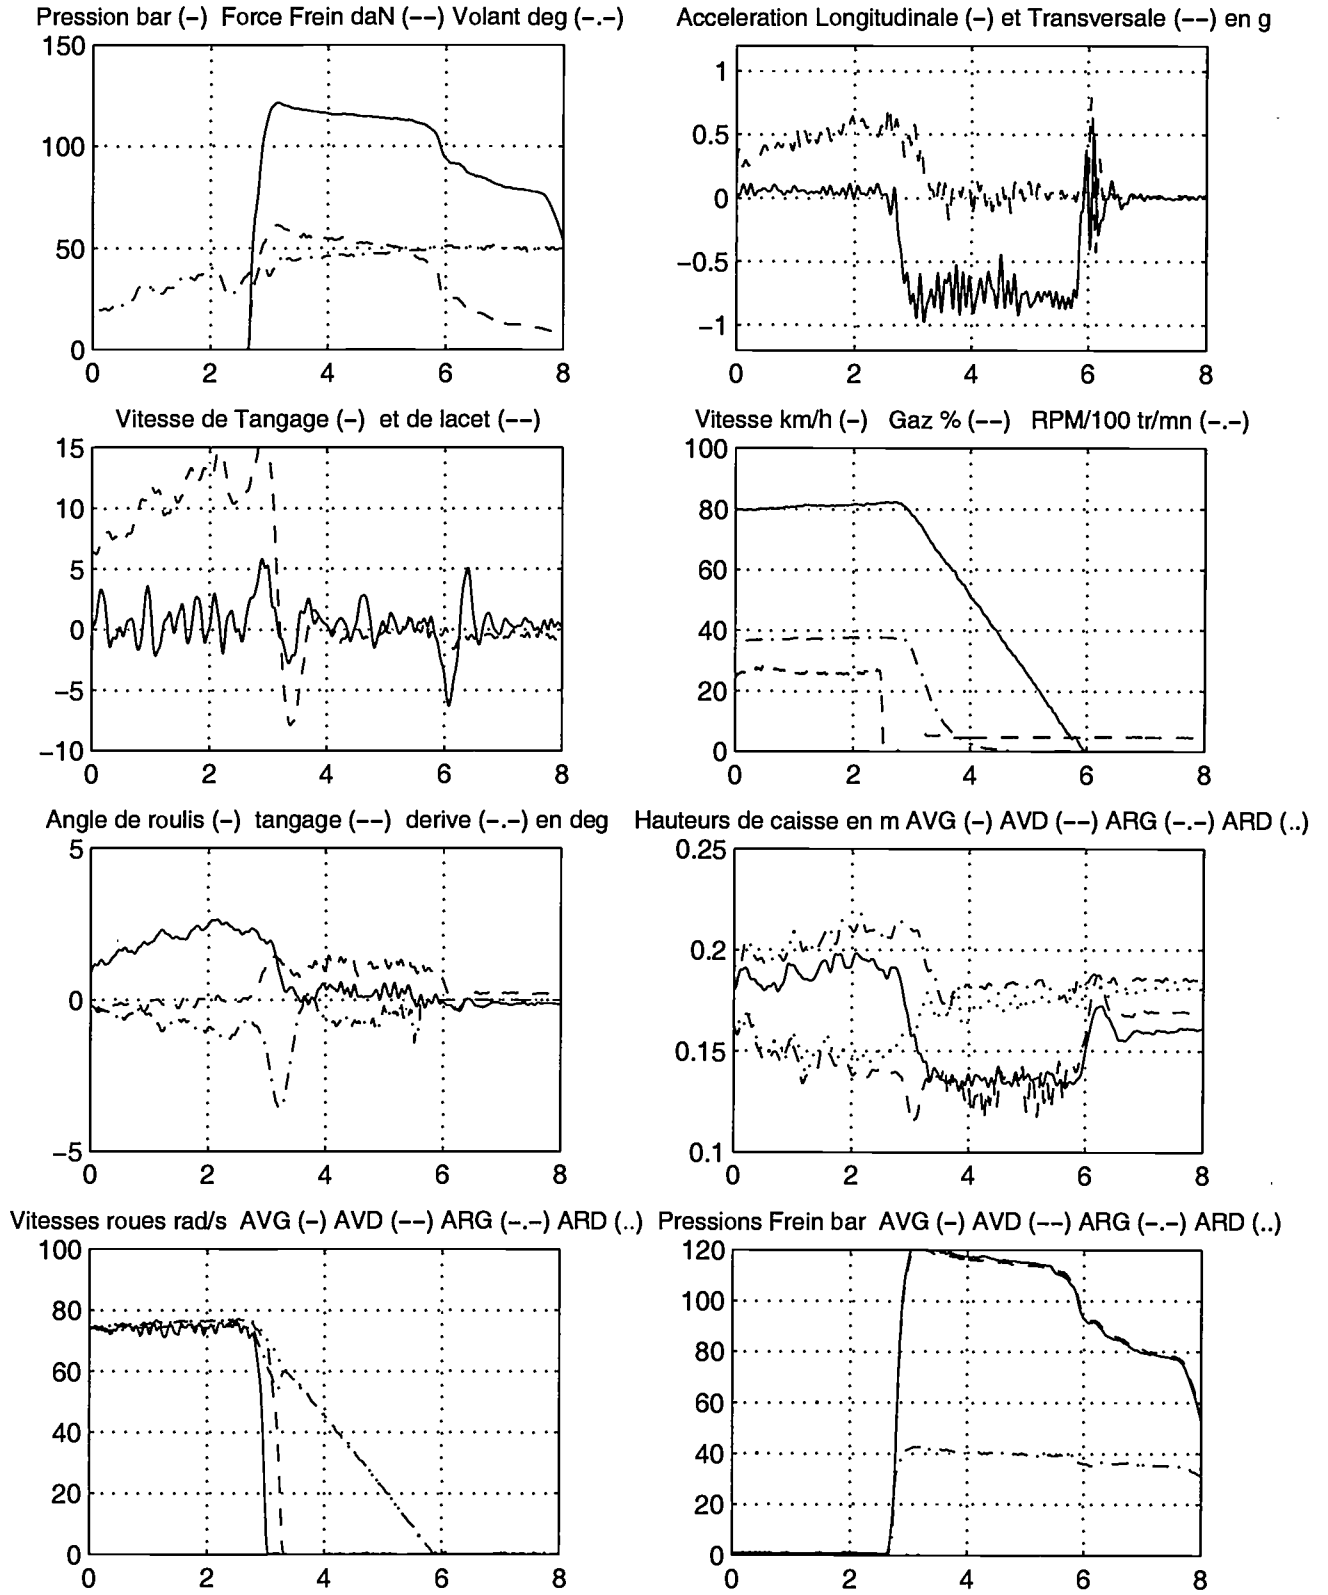 Pression bar (-) Force Frein daN (--) Volant deg (-.-)
150
100
50
0
0 2 4 6 8
Acceleration Longitudinale (-) et Transversale (--) en g
1
0.5
0
-0.5
-1
0 2 4 6 8
Vitesse de Tangage (-) et de lacet (--)
15
10
5
0
-5
-10
0 2 4 6 8
Vitesse km/h (-) Gaz % (--) RPM/100 tr/mn (-.-)
100
80
60
40
20
0
0 2 4 6 8
Angle de roulis (-) tangage (--) derive (-.-) en deg
5
0
-5
0 2 4 6 8
Hauteurs de caisse en m AVG (-) AVD (--) ARG (-.-) ARD (..)
0.25
0.2
0.15
0.1
0 2 4 6 8
Vitesses roues rad/s AVG (-) AVD (--) ARG (-.-) ARD (..)
100
80
60
40
20
0
0 2 4 6 8
Pressions Frein bar AVG (-) AVD (--) ARG (-.-) ARD (..)
120
100
80
60
40
20
0
0 2 4 6 8